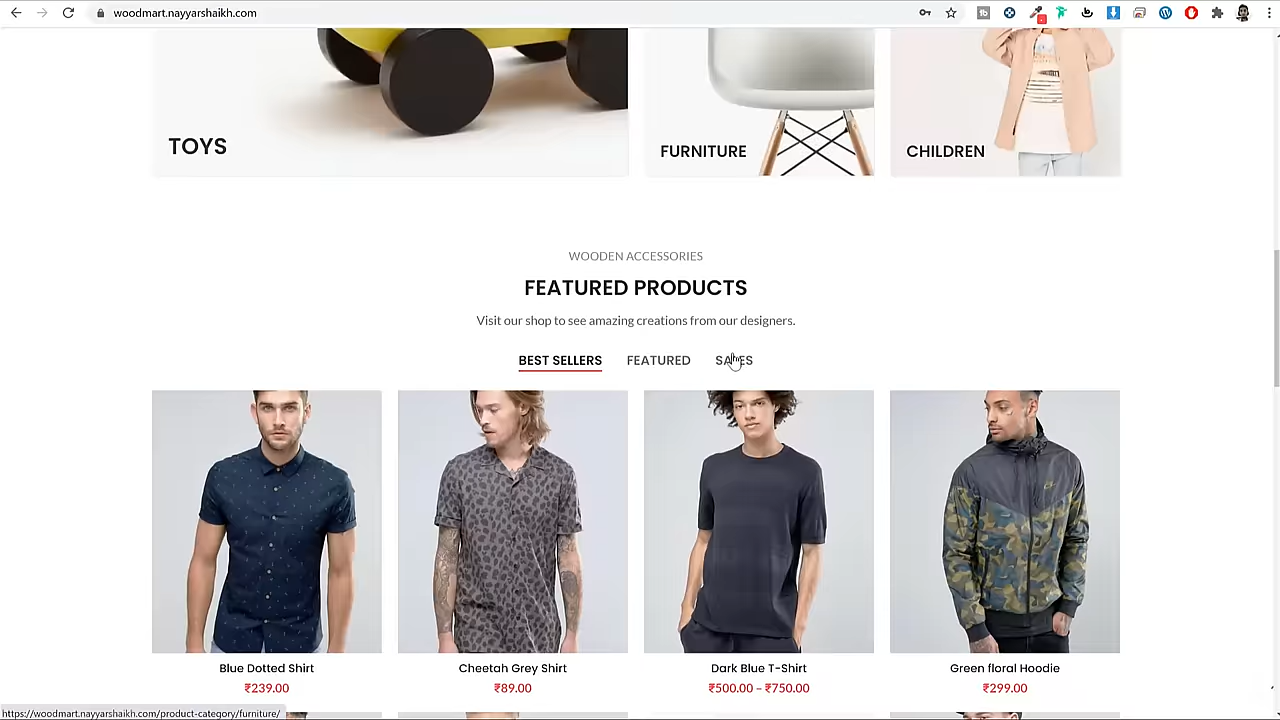 woodmart.nayyarshaikh.com
TOYS
FURNITURE
CHILDREN
WOODEN ACCESSORIES
FEATURED PRODUCTS
Visit our shop to see amazing creations from our designers.
BEST SELLERS FEATURED SALES
Blue Dotted Shirt
₹239.00
Cheetah Grey Shirt
₹89.00
Dark Blue T-Shirt
₹500.00 – ₹750.00
Green floral Hoodie
₹299.00
https://woodmart.nayyarshaikh.com/product-category/furniture/